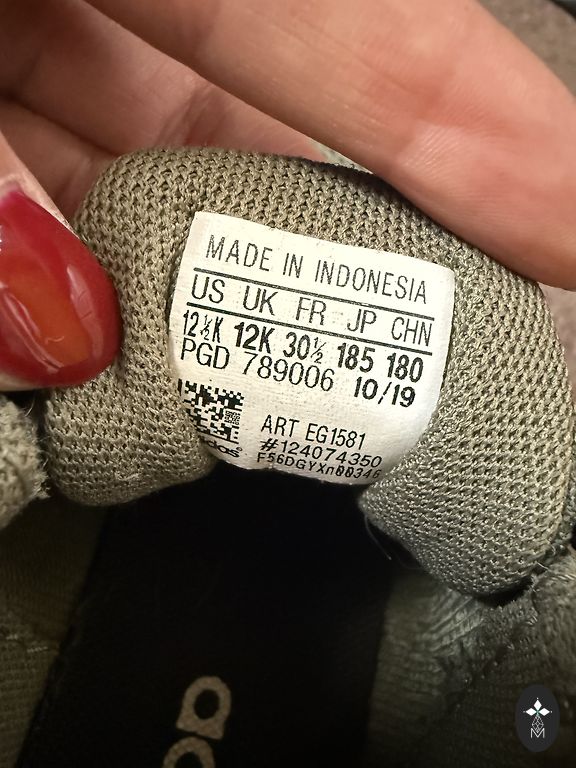 MADE IN INDONESIA
US UK FR JP CHN
12½K 12K 30½ 185 180
PGD 789006 10/19
ART EG1581
#124074350
F56DGYXn00346
M